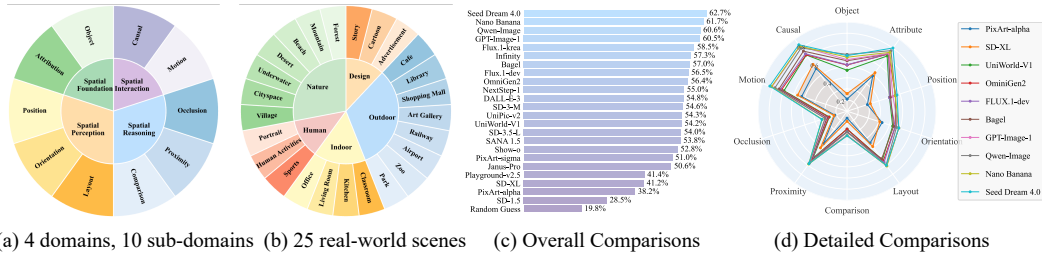 Object
Causal
Motion
Occlusion
Proximity
Comparison
Layout
Orientation
Position
Attribution
Spatial
Foundation
Spatial
Interaction
Spatial
Perception
Spatial
Reasoning
(a) 4 domains, 10 sub-domains
Story
Cartoon
Advertisement
Cafe
Library
Shopping Mall
Art Gallery
Railway
Airport
Zoo
Park
Classroom
Kitchen
Living Room
Office
Sports
Human Activities
Portrait
Village
Cityspace
Underwater
Desert
Beach
Mountain
Forest
Design
Nature
Outdoor
Human
Indoor
(b) 25 real-world scenes
Seed Dream 4.0 62.7%
Nano Banana 61.7%
Qwen-Image 60.6%
GPT-Image-1 60.5%
Flux.1-krea 58.5%
Infinity 57.3%
Bagel 57.0%
Flux.1-dev 56.5%
OmniGen2 56.4%
NextStep-1 55.0%
DALL-E-3 54.8%
SD-3-M 54.6%
UniPic-v2 54.3%
UniWorld-V1 54.2%
SD-3.5-L 54.0%
SANA 1.5 53.8%
Show-o 52.8%
PixArt-sigma 51.0%
Janus-Pro 50.6%
Playground-v2.5 41.4%
SD-XL 41.2%
PixArt-alpha 38.2%
SD-1.5 28.5%
Random Guess 19.8%
(c) Overall Comparisons
Object
Attribute
Position
Orientation
Layout
Comparison
Proximity
Occlusion
Motion
Causal
0.2
0.4
PixArt-alpha
SD-XL
UniWorld-V1
OminiGen2
FLUX.1-dev
Bagel
GPT-Image-1
Qwen-Image
Nano Banana
Seed Dream 4.0
(d) Detailed Comparisons